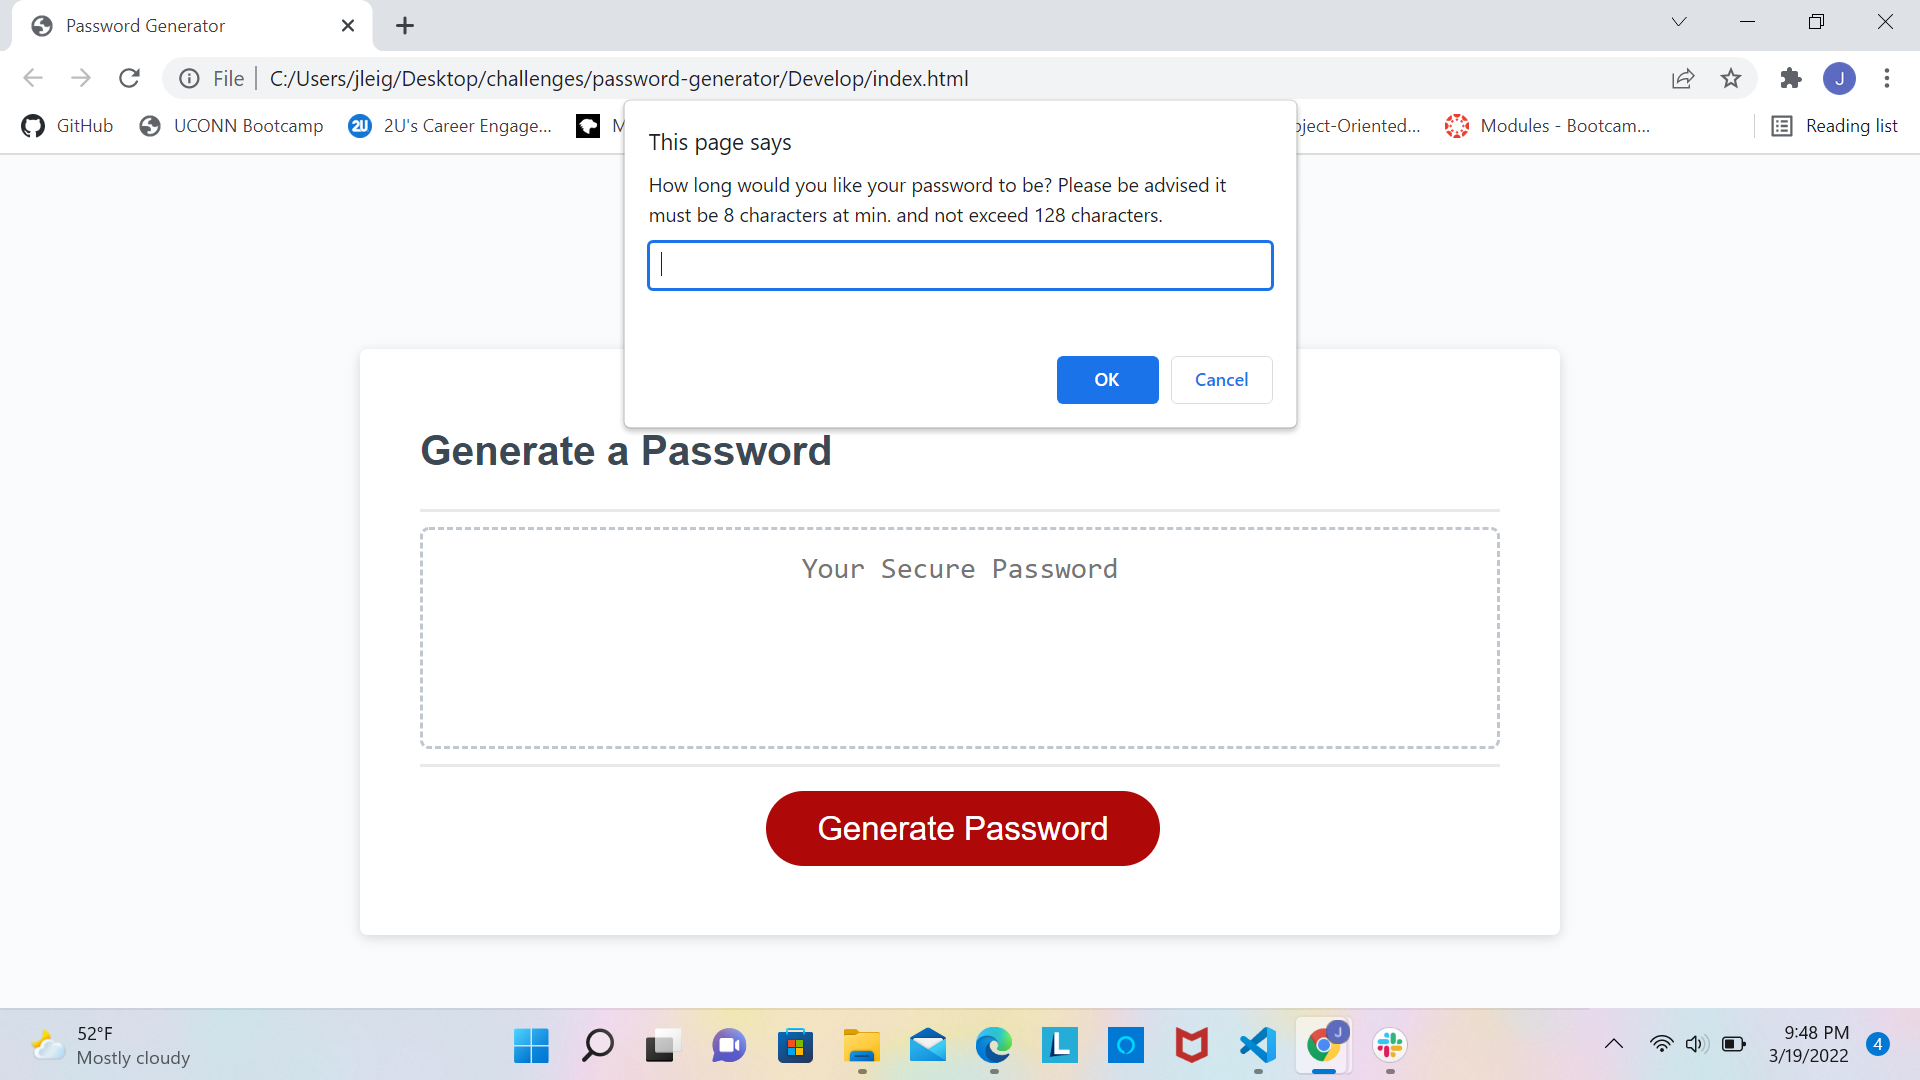 Password Generator
File
C:/Users/jleig/Desktop/challenges/password-generator/Develop/index.html
J
GitHub
UCONN Bootcamp
2U
2U's Career Engage...
M
bject-Oriented...
Modules - Bootcam...
Reading list
This page says
How long would you like your password to be? Please be advised it
must be 8 characters at min. and not exceed 128 characters.
OK
Cancel
Generate a Password
Your Secure Password
Generate Password
52°F
Mostly cloudy
L
J
9:48 PM
3/19/2022
4